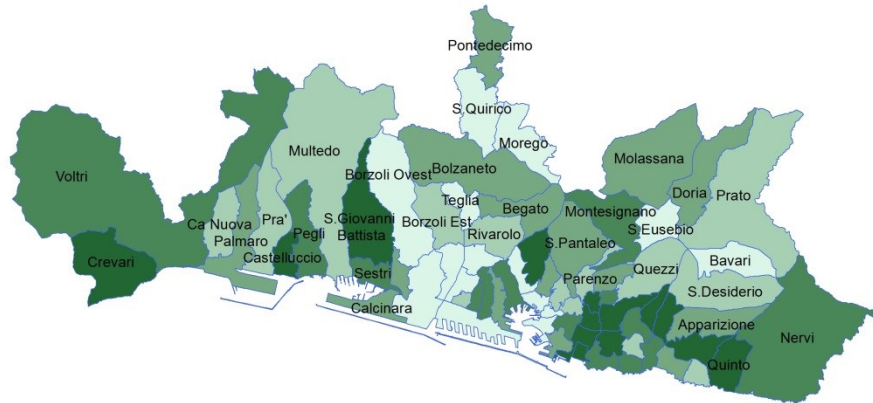 Pontedecimo
S.Quirico
Morego
Multedo
Molassana
Voltri
Borzoli Ovest
Bolzaneto
Doria
Prato
Teglia
Begato
Montesignano
Ca Nuova
Pra'
S.Giovanni
Battista
Borzoli Est
Rivarolo
S.Eusebio
Palmaro
Pegli
S.Pantaleo
Crevari
Castelluccio
Quezzi
Bavari
Sestri
Parenzo
S.Desiderio
Calcinara
Apparizione
Nervi
Quinto